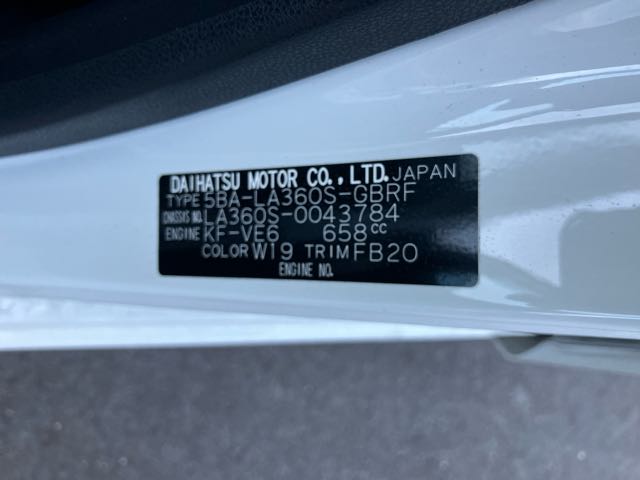 DAIHATSU MOTOR CO., LTD. JAPAN
TYPE 5BA-LA360S-GBRF
CHASSIS NO. LA360S-0043784
ENGINE KF-VE6 658cc
COLOR W19 TRIM FB20
ENGINE NO.